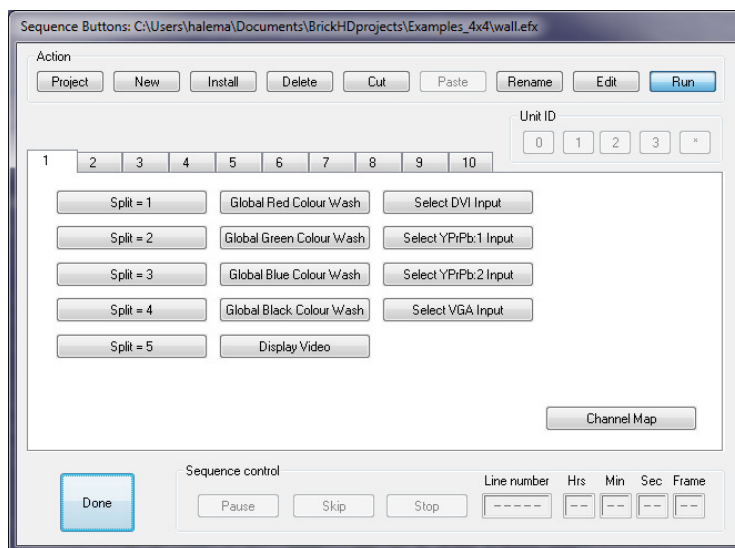 Sequence Buttons: C:\Users\halema\Documents\BrickHDprojects\Examples_4x4\wall.efx
Action
Project New Install Delete Cut Paste Rename Edit Run
Unit ID
0 1 2 3 *
1 2 3 4 5 6 7 8 9 10
Split = 1 Global Red Colour Wash Select DVI Input
Split = 2 Global Green Colour Wash Select YPrPb:1 Input
Split = 3 Global Blue Colour Wash Select YPrPb:2 Input
Split = 4 Global Black Colour Wash Select VGA Input
Split = 5 Display Video
Channel Map
Sequence control
Line number Hrs Min Sec Frame
Done Pause Skip Stop ----- -- -- -- --